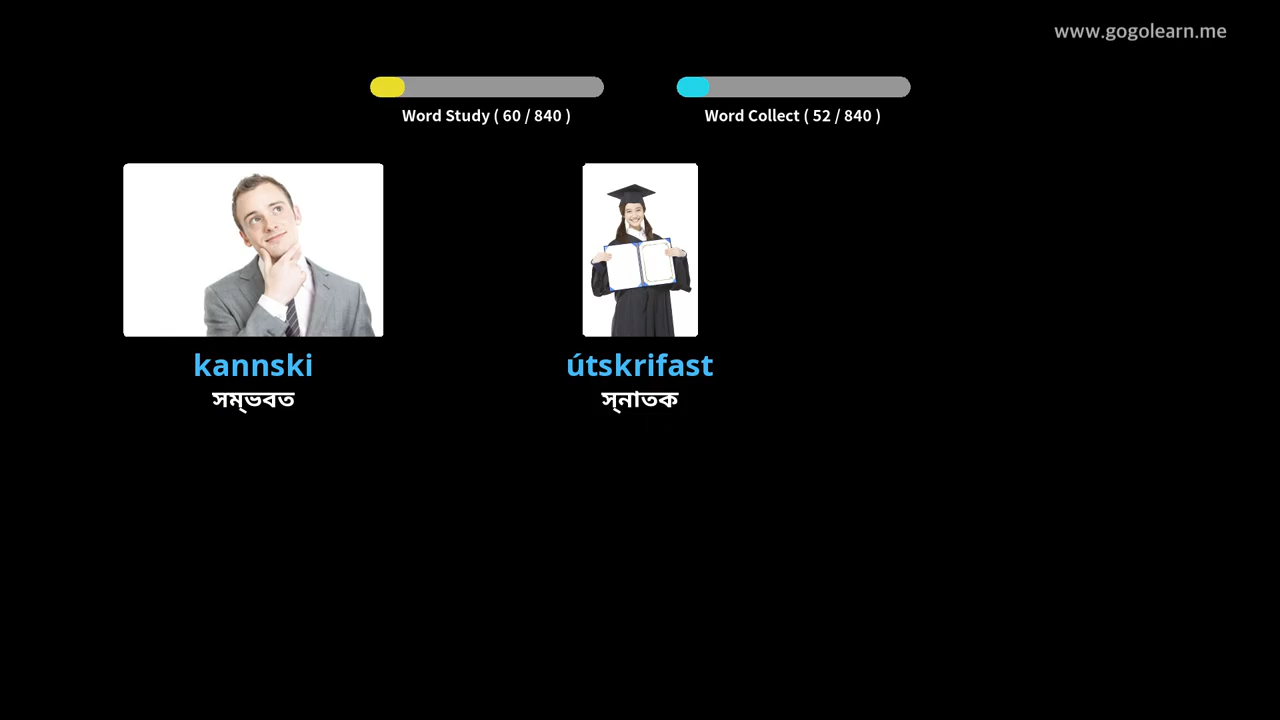 www.gogolearn.me
Word Study ( 60 / 840 )
Word Collect ( 52 / 840 )
kannski
সম্ভবত
útskrifast
স্নাতক